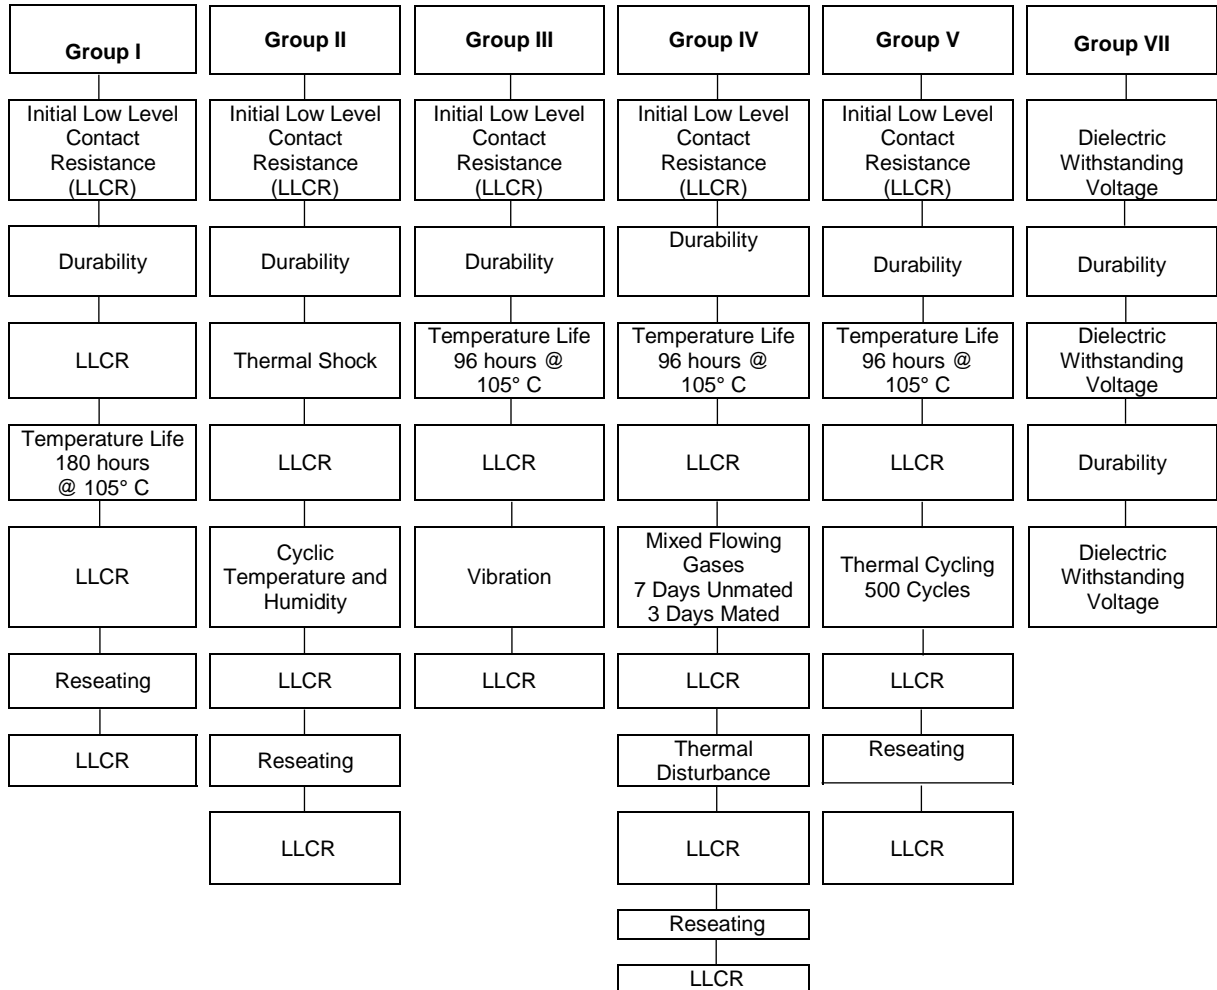 Group I
Initial Low Level
Contact
Resistance
(LLCR)
Durability
LLCR
Temperature Life
180 hours
@ 105° C
LLCR
Reseating
LLCR
Group II
Initial Low Level
Contact
Resistance
(LLCR)
Durability
Thermal Shock
LLCR
Cyclic
Temperature and
Humidity
LLCR
Reseating
LLCR
Group III
Initial Low Level
Contact
Resistance
(LLCR)
Durability
Temperature Life
96 hours @
105° C
LLCR
Vibration
LLCR
Group IV
Initial Low Level
Contact
Resistance
(LLCR)
Durability
Temperature Life
96 hours @
105° C
LLCR
Mixed Flowing
Gases
7 Days Unmated
3 Days Mated
LLCR
Thermal
Disturbance
LLCR
Reseating
LLCR
Group V
Initial Low Level
Contact
Resistance
(LLCR)
Durability
Temperature Life
96 hours @
105° C
LLCR
Thermal Cycling
500 Cycles
LLCR
Reseating
LLCR
Group VII
Dielectric
Withstanding
Voltage
Durability
Dielectric
Withstanding
Voltage
Durability
Dielectric
Withstanding
Voltage